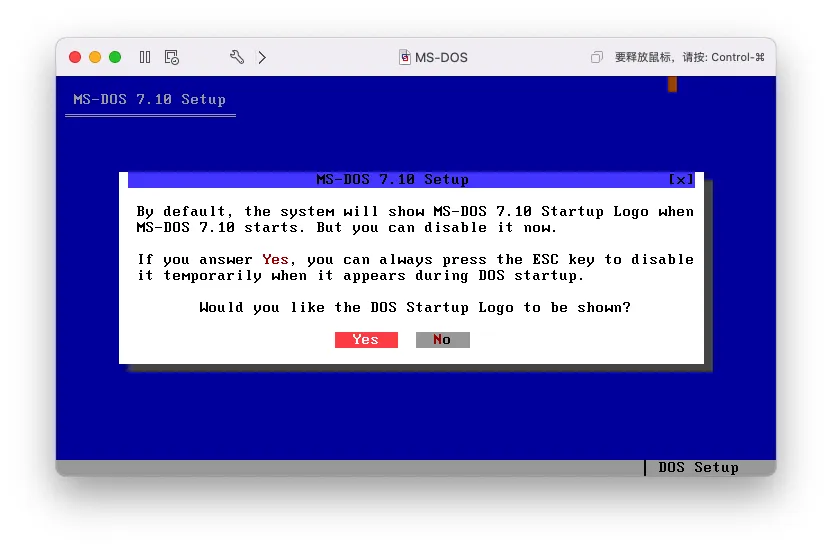 MS-DOS
要释放鼠标，请按: Control-⌘
MS-DOS 7.10 Setup
MS-DOS 7.10 Setup [x]
By default, the system will show MS-DOS 7.10 Startup Logo when
MS-DOS 7.10 starts. But you can disable it now.
If you answer Yes, you can always press the ESC key to disable
it temporarily when it appears during DOS startup.
Would you like the DOS Startup Logo to be shown?
Yes No
DOS Setup